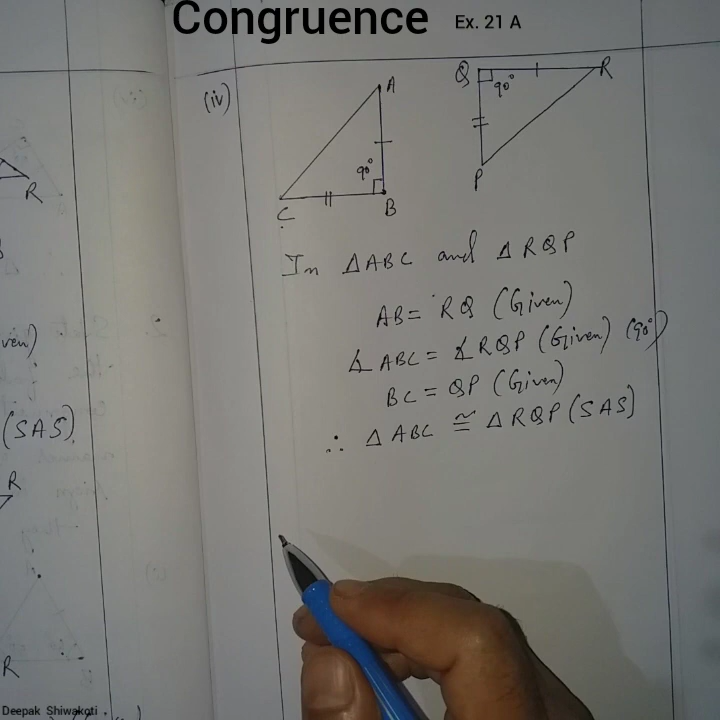 Congruence Ex. 21 A
(iv)
A
90°
C
B
Q
R
90°
P
In ΔABC and ΔRQP
AB = RQ (Given)
∡ABC = ∡RQP (Given) (90°)
BC = QP (Given)
∴ ΔABC ≅ ΔRQP (SAS)
R
ven)
(SAS)
R
R
Deepak Shiwakoti